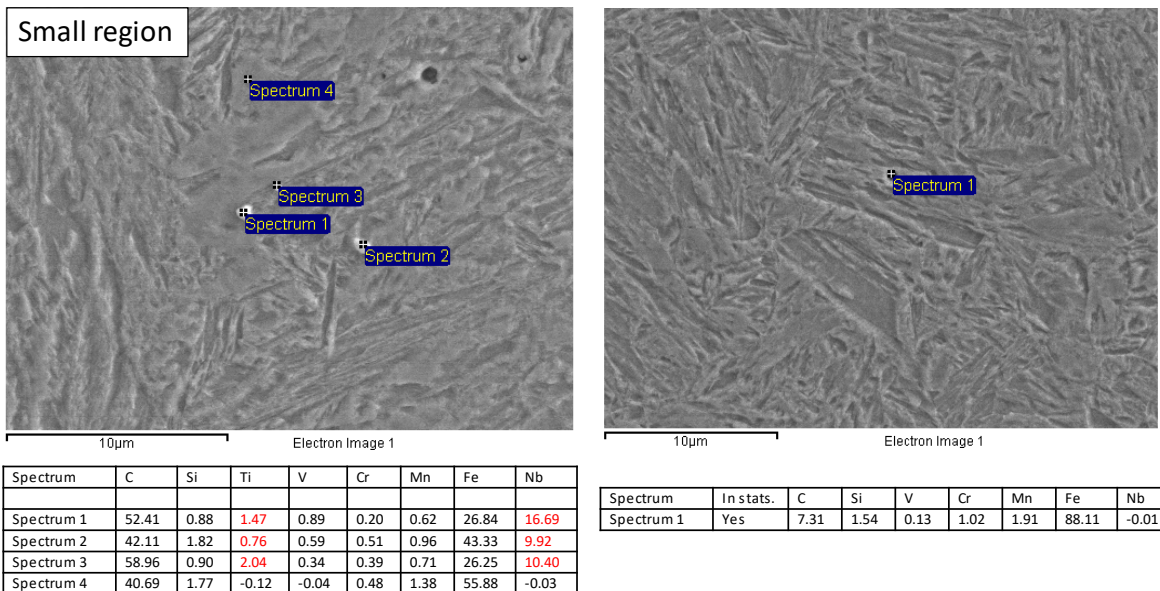 Small region
Spectrum 4
Spectrum 3
Spectrum 1
Spectrum 2
10µm Electron Image 1
Spectrum C Si Ti V Cr Mn Fe Nb
Spectrum 1 52.41 0.88 1.47 0.89 0.20 0.62 26.84 16.69
Spectrum 2 42.11 1.82 0.76 0.59 0.51 0.96 43.33 9.92
Spectrum 3 58.96 0.90 2.04 0.34 0.39 0.71 26.25 10.40
Spectrum 4 40.69 1.77 -0.12 -0.04 0.48 1.38 55.88 -0.03
Spectrum 1
10µm Electron Image 1
Spectrum In stats. C Si V Cr Mn Fe Nb
Spectrum 1 Yes 7.31 1.54 0.13 1.02 1.91 88.11 -0.01